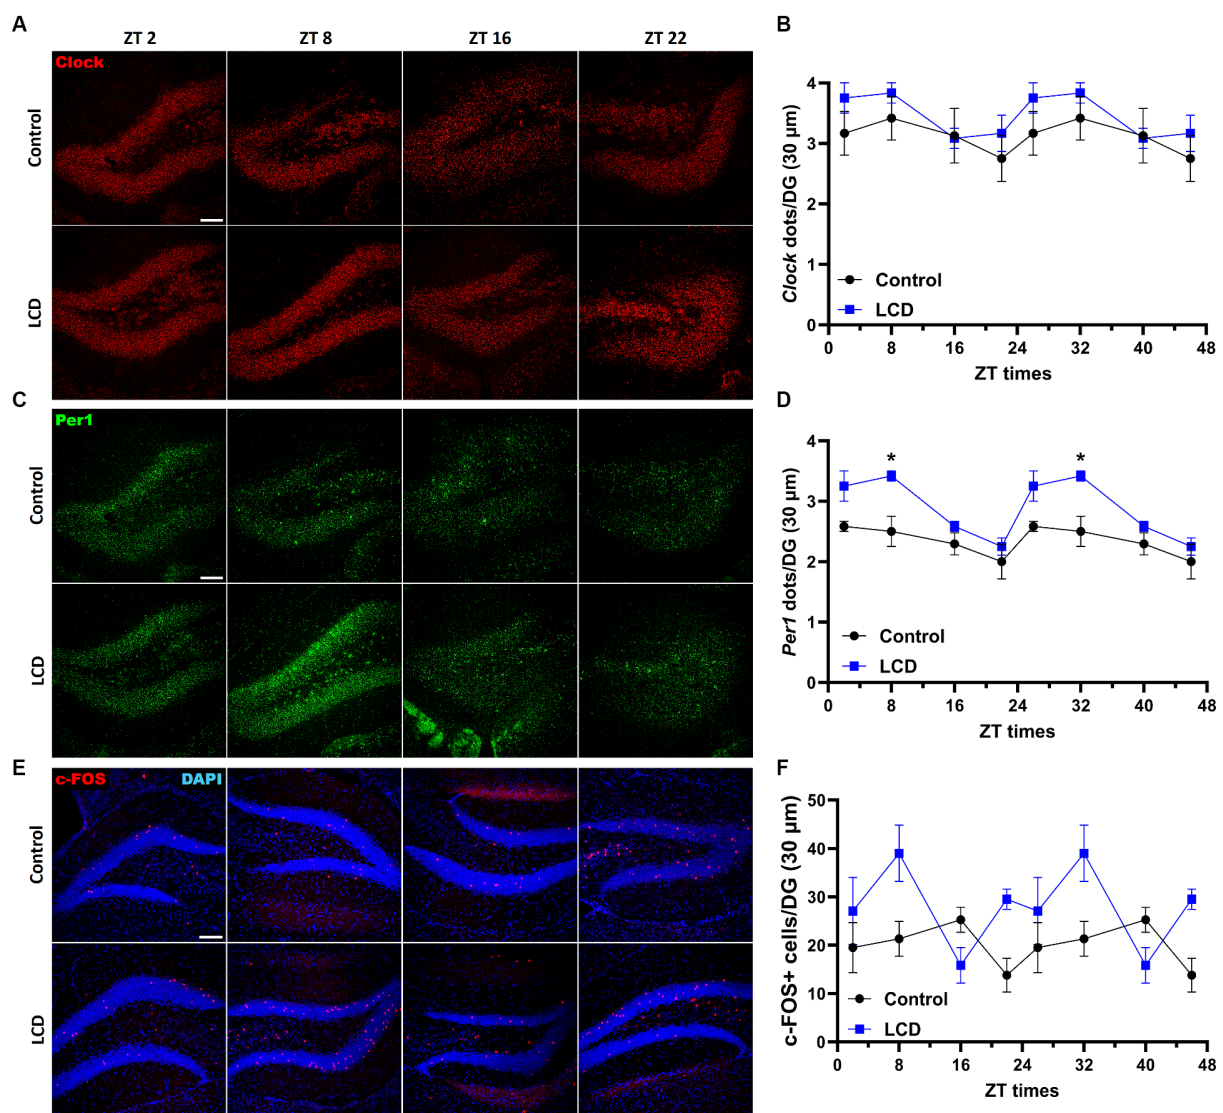 A
ZT 2
ZT 8
ZT 16
ZT 22
Clock
Control
LCD
B
Clock dots/DG (30 µm)
4
3
2
1
0
Control
LCD
0
8
16
24
32
40
48
ZT times
C
Per1
Control
LCD
D
Per1 dots/DG (30 µm)
4
3
2
1
0
*
*
Control
LCD
0
8
16
24
32
40
48
ZT times
E
c-FOS
DAPI
Control
LCD
F
c-FOS+ cells/DG (30 µm)
50
40
30
20
10
0
Control
LCD
0
8
16
24
32
40
48
ZT times